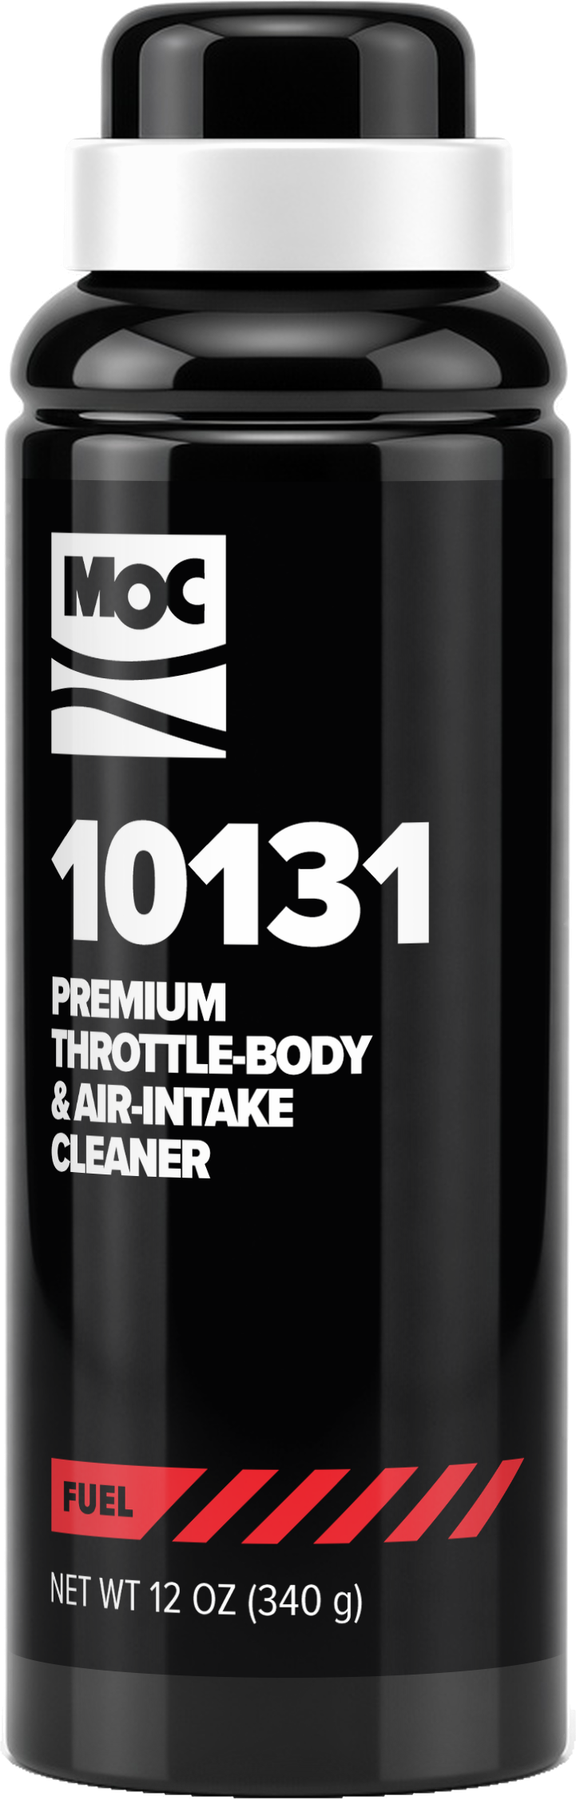 MOC
10131
PREMIUM
THROTTLE-BODY
& AIR-INTAKE
CLEANER
FUEL
NET WT 12 OZ (340 g)